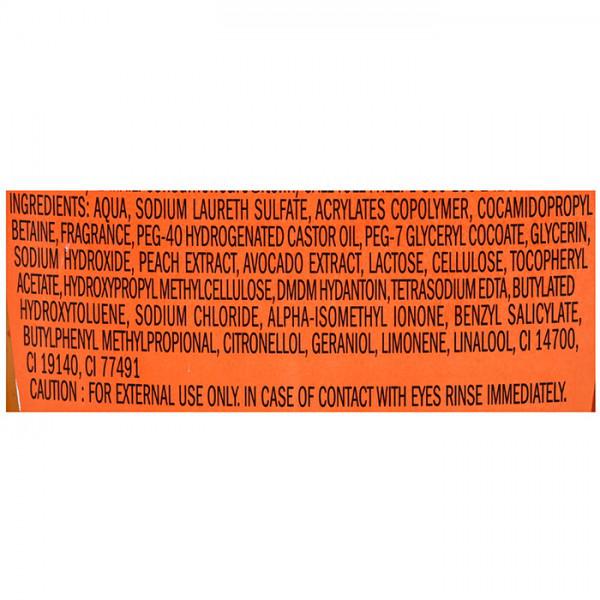 INGREDIENTS: AQUA, SODIUM LAURETH SULFATE, ACRYLATES COPOLYMER, COCAMIDOPROPYL
BETAINE, FRAGRANCE, PEG-40 HYDROGENATED CASTOR OIL, PEG-7 GLYCERYL COCOATE, GLYCERIN,
SODIUM HYDROXIDE, PEACH EXTRACT, AVOCADO EXTRACT, LACTOSE, CELLULOSE, TOCOPHERYL
ACETATE, HYDROXYPROPYL METHYLCELLULOSE, DMDM HYDANTOIN, TETRASODIUM EDTA, BUTYLATED
HYDROXYTOLUENE, SODIUM CHLORIDE, ALPHA-ISOMETHYL IONONE, BENZYL SALICYLATE,
BUTYLPHENYL METHYLPROPIONAL, CITRONELLOL, GERANIOL, LIMONENE, LINALOOL, CI 14700,
CI 19140, CI 77491
CAUTION : FOR EXTERNAL USE ONLY. IN CASE OF CONTACT WITH EYES RINSE IMMEDIATELY.